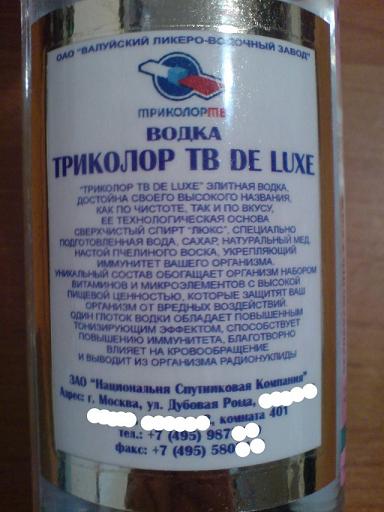 ОАО "ВАЛУЙСКИЙ ЛИКЕРО-ВОДОЧНЫЙ ЗАВОД"
ТРИКОЛОРТВ
ВОДКА
ТРИКОЛОР ТВ DE LUXE
"ТРИКОЛОР ТВ DE LUXE" ЭЛИТНАЯ ВОДКА,
ДОСТОЙНА СВОЕГО ВЫСОКОГО НАЗВАНИЯ,
КАК ПО ЧИСТОТЕ, ТАК И ПО ВКУСУ,
ЕЕ ТЕХНОЛОГИЧЕСКАЯ ОСНОВА
СВЕРХЧИСТЫЙ СПИРТ "ЛЮКС", СПЕЦИАЛЬНО
ПОДГОТОВЛЕННАЯ ВОДА, САХАР, НАТУРАЛЬНЫЙ МЕД,
НАСТОЙ ПЧЕЛИНОГО ВОСКА, УКРЕПЛЯЮЩИЙ
ИММУНИТЕТ ВАШЕГО ОРГАНИЗМА.
УНИКАЛЬНЫЙ СОСТАВ ОБОГАЩАЕТ ОРГАНИЗМ НАБОРОМ
ВИТАМИНОВ И МИКРОЭЛЕМЕНТОВ С ВЫСОКОЙ
ПИЩЕВОЙ ЦЕННОСТЬЮ, КОТОРЫЕ ЗАЩИТЯТ ВАШ
ОРГАНИЗМ ОТ ВРЕДНЫХ ВОЗДЕЙСТВИЙ.
ОДИН ГЛОТОК ВОДКИ ОБЛАДАЕТ ПОВЫШЕННЫМ
ТОНИЗИРУЮЩИМ ЭФФЕКТОМ, СПОСОБСТВУЕТ
ПОВЫШЕНИЮ ИММУНИТЕТА, БЛАГОТВОРНО
ВЛИЯЕТ НА КРОВООБРАЩЕНИЕ
И ВЫВОДИТ ИЗ ОРГАНИЗМА РАДИОНУКЛИДЫ
ЗАО "Национальня Спутниковая Компания"
Адрес: г. Москва, ул. Дубовая Роща,
, комната 401
тел.: +7 (495) 987
факс: +7 (495) 580